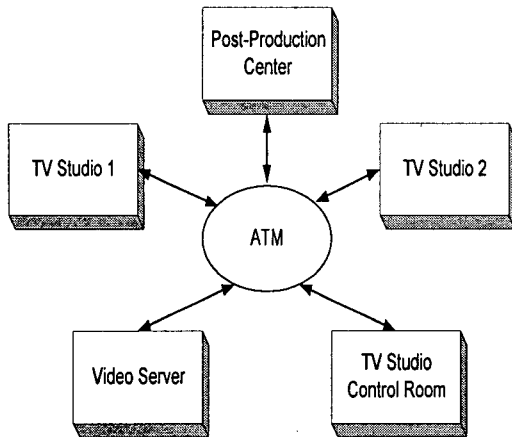 Post-Production
Center
TV Studio 1
TV Studio 2
ATM
Video Server
TV Studio
Control Room